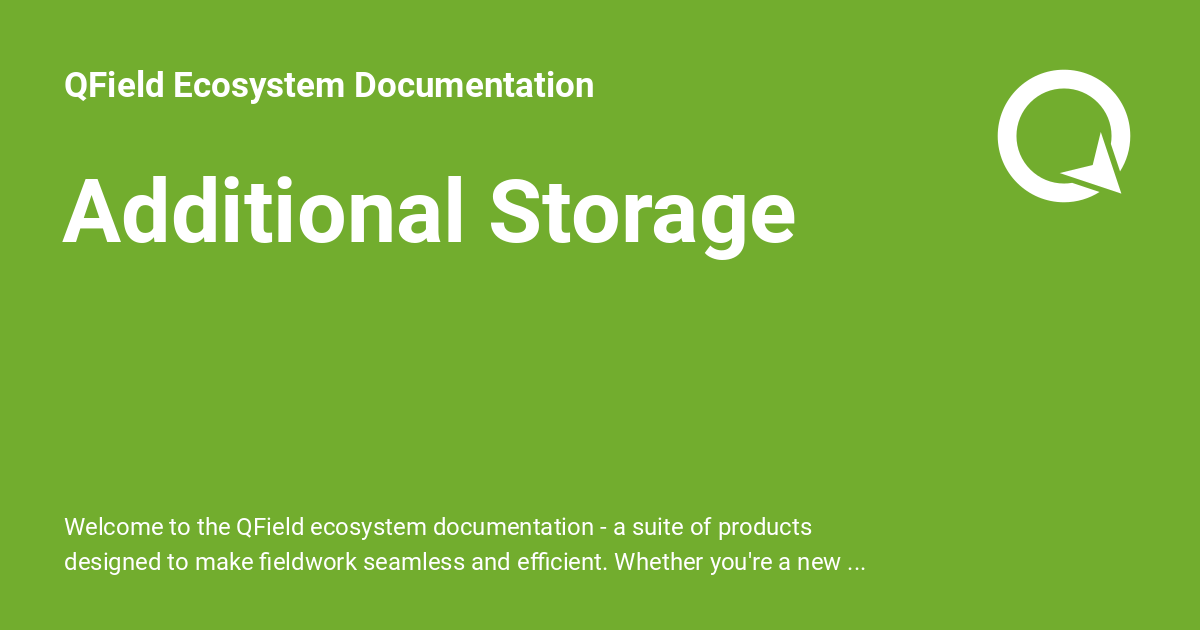 QField Ecosystem Documentation
Additional Storage
Welcome to the QField ecosystem documentation - a suite of products
designed to make fieldwork seamless and efficient. Whether you're a new ...